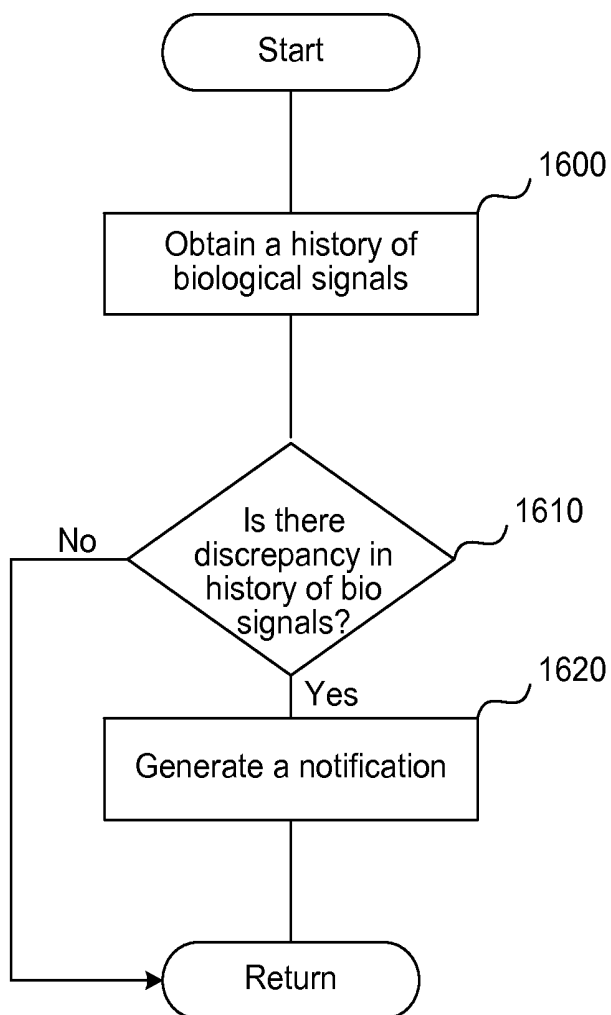 Start
1600
Obtain a history of
biological signals
1610
No
Is there
discrepancy in
history of bio
signals?
Yes
1620
Generate a notification
Return